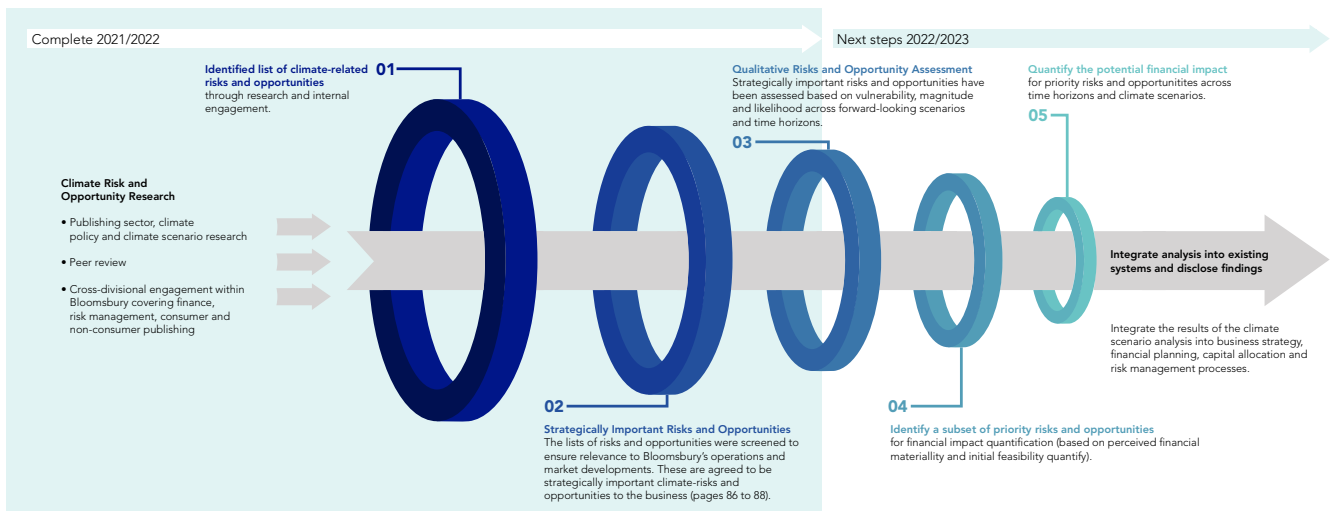 Complete 2021/2022
Next steps 2022/2023
Identified list of climate-related
risks and opportunities
through research and internal
engagement.
01
Qualitative Risks and Opportunity Assessment
Strategically important risks and opportunities have
been assessed based on vulnerability, magnitude
and likelihood across forward-looking scenarios
and time horizons.
03
Quantify the potential financial impact
for priority risks and opportunitites across
time horizons and climate scenarios.
05
Climate Risk and
Opportunity Research
• Publishing sector, climate
policy and climate scenario research
• Peer review
• Cross-divisional engagement within
Bloomsbury covering finance,
risk management, consumer and
non-consumer publishing
Integrate analysis into existing
systems and disclose findings
Integrate the results of the climate
scenario analysis into business strategy,
financial planning, capital allocation and
risk management processes.
02
Strategically Important Risks and Opportunities
The lists of risks and opportunities were screened to
ensure relevance to Bloomsbury's operations and
market developments. These are agreed to be
strategically important climate-risks and
opportunities to the business (pages 86 to 88).
04
Identify a subset of priority risks and opportunities
for financial impact quantification (based on perceived financial
materiallity and initial feasibility quantify).